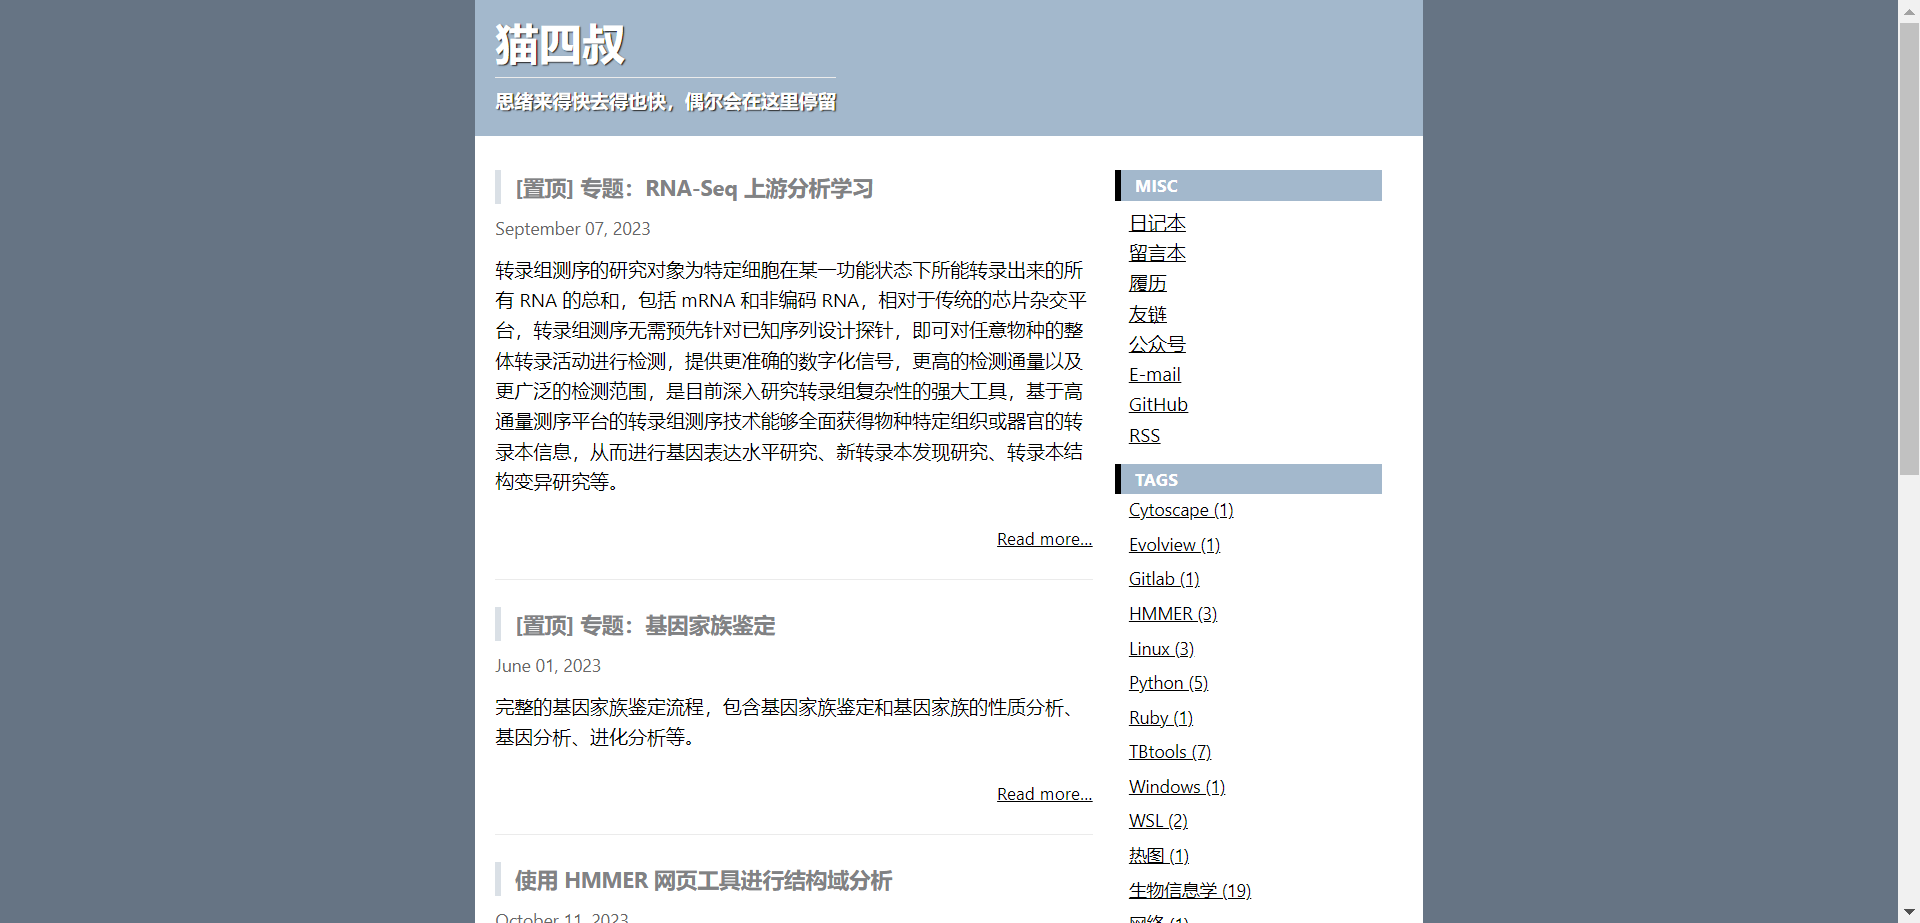 猫四叔
思绪来得快去得也快，偶尔会在这里停留
[置顶] 专题：RNA-Seq 上游分析学习
September 07, 2023
转录组测序的研究对象为特定细胞在某一功能状态下所能转录出来的所
有 RNA 的总和，包括 mRNA 和非编码 RNA，相对于传统的芯片杂交平
台，转录组测序无需预先针对已知序列设计探针，即可对任意物种的整
体转录活动进行检测，提供更准确的数字化信号，更高的检测通量以及
更广泛的检测范围，是目前深入研究转录组复杂性的强大工具，基于高
通量测序平台的转录组测序技术能够全面获得物种特定组织或器官的转
录本信息，从而进行基因表达水平研究、新转录本发现研究、转录本结
构变异研究等。
Read more...
[置顶] 专题：基因家族鉴定
June 01, 2023
完整的基因家族鉴定流程，包含基因家族鉴定和基因家族的性质分析、
基因分析、进化分析等。
Read more...
使用 HMMER 网页工具进行结构域分析
October 11, 2023
MISC
日记本
留言本
履历
友链
公众号
E-mail
GitHub
RSS
TAGS
Cytoscape (1)
Evolview (1)
Gitlab (1)
HMMER (3)
Linux (3)
Python (5)
Ruby (1)
TBtools (7)
Windows (1)
WSL (2)
热图 (1)
生物信息学 (19)
网络 (1)